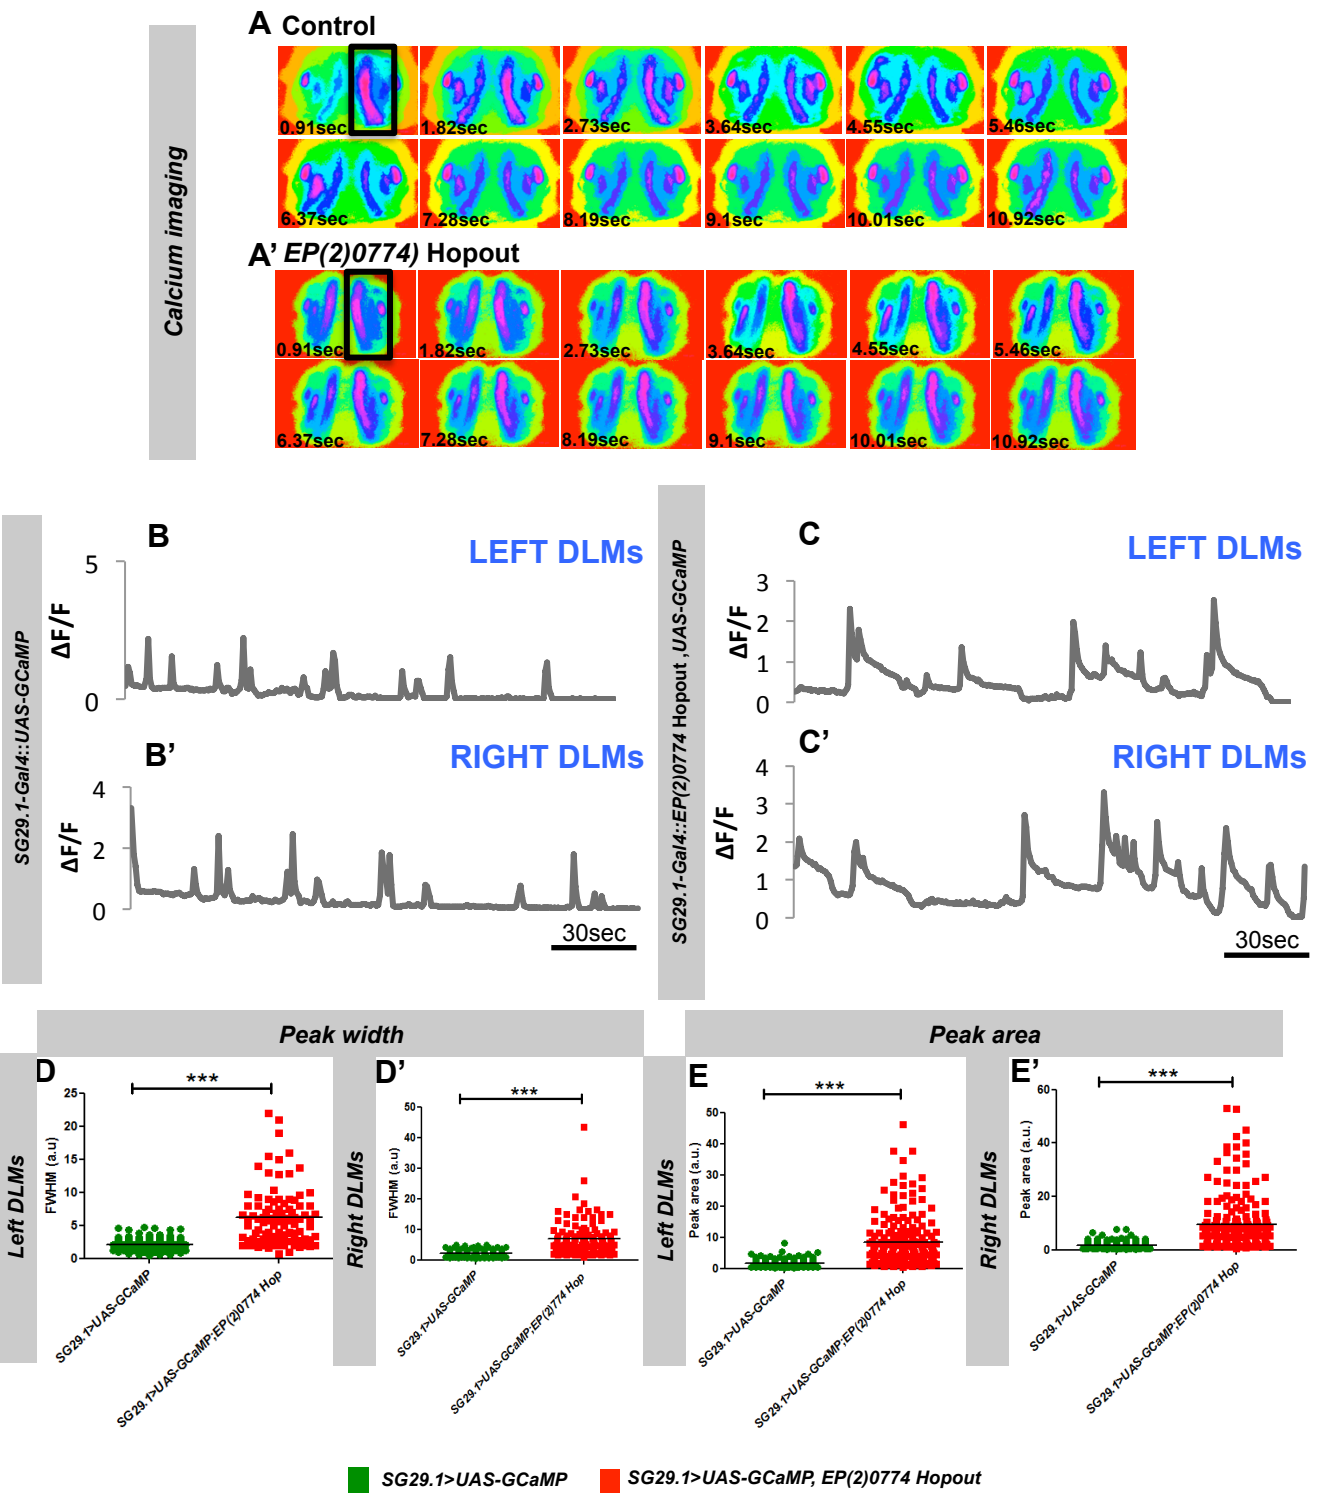 A Control
0.91sec 1.82sec 2.73sec 3.64sec 4.55sec 5.46sec
6.37sec 7.28sec 8.19sec 9.1sec 10.01sec 10.92sec
Calcium imaging
A' EP(2)0774) Hopout
0.91sec 1.82sec 2.73sec 3.64sec 4.55sec 5.46sec
6.37sec 7.28sec 8.19sec 9.1sec 10.01sec 10.92sec
SG29.1-Gal4::UAS-GCaMP
B
LEFT DLMs
5
0
ΔF/F
B'
RIGHT DLMs
4
2
0
ΔF/F
30sec
SG29.1-Gal4::EP(2)0774 Hopout ,UAS-GCaMP
C
LEFT DLMs
3
2
1
0
ΔF/F
C'
RIGHT DLMs
4
3
2
1
0
ΔF/F
30sec
Peak width
Peak area
Left DLMs
D
***
25
20
15
10
5
0
FWHM (a.u)
SG29.1>UAS-GCaMP
SG29.1>UAS-GCaMP;EP(2)0774 Hop
Right DLMs
D'
***
50
40
30
20
10
0
FWHM (a.u)
SG29.1>UAS-GCaMP
SG29.1>UAS-GCaMP;EP(2)774 Hop
Left DLMs
E
***
50
40
30
20
10
0
Peak area (a.u.)
SG29.1>UAS-GCaMP
SG29.1>UAS-GCaMP;EP(2)0774 Hop
Right DLMs
E'
***
60
40
20
0
Peak area (a.u.)
SG29.1>UAS-GCaMP
SG29.1>UAS-GCaMP;EP(2)0774 Hop
SG29.1>UAS-GCaMP
SG29.1>UAS-GCaMP, EP(2)0774 Hopout